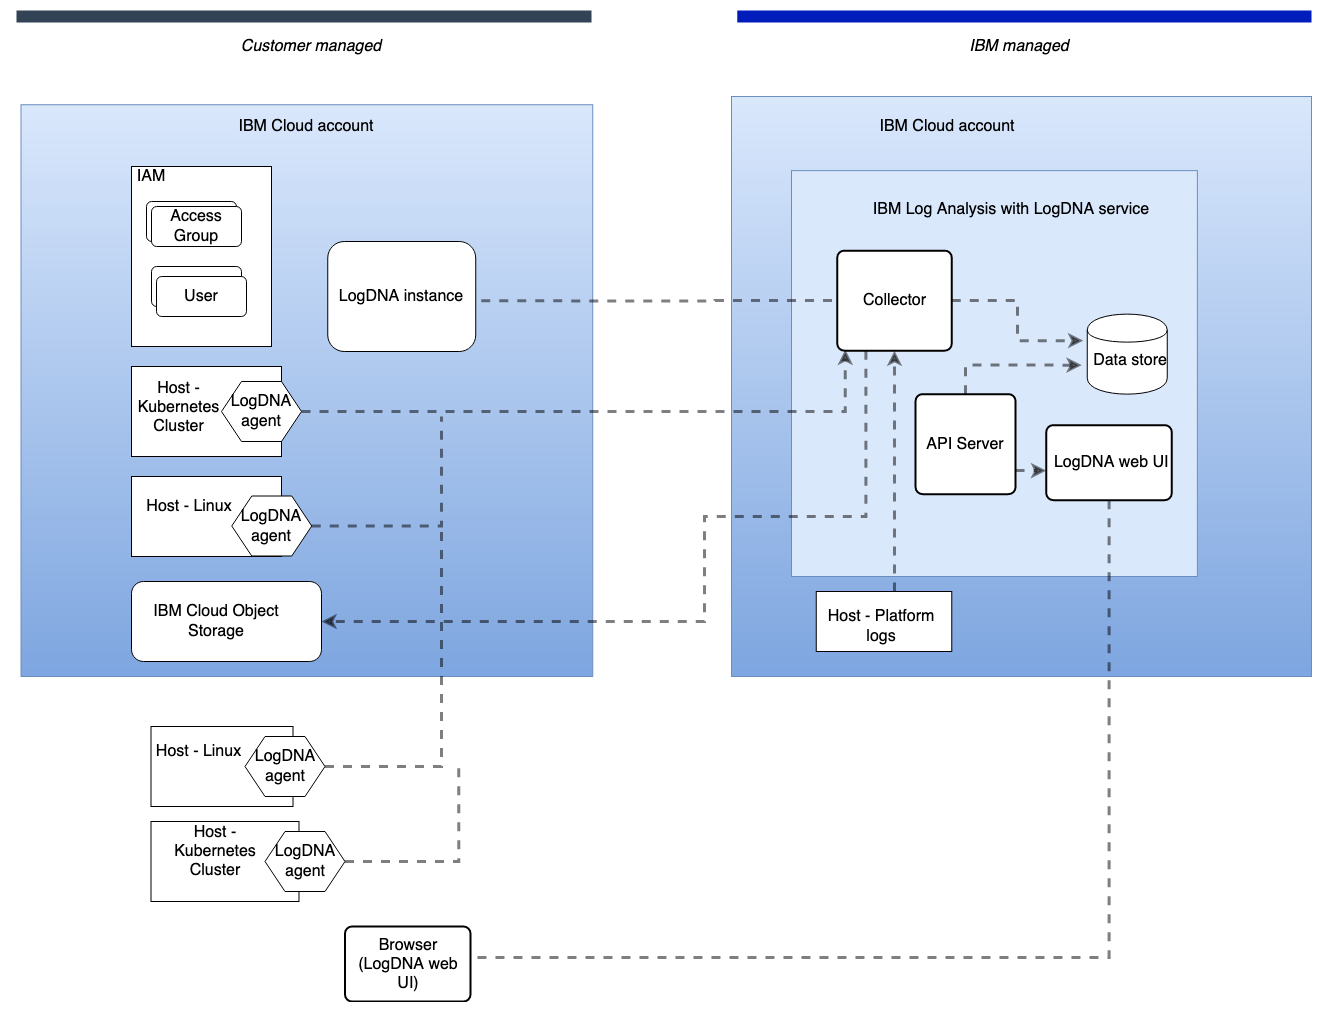 Customer managed
IBM managed
IBM Cloud account
IAM
Access
Group
User
LogDNA instance
Host -
Kubernetes
Cluster
LogDNA
agent
Host - Linux
LogDNA
agent
IBM Cloud Object
Storage
Host - Linux
LogDNA
agent
Host -
Kubernetes
Cluster
LogDNA
agent
Browser
(LogDNA web
UI)
IBM Cloud account
IBM Log Analysis with LogDNA service
Collector
Data store
API Server
LogDNA web UI
Host - Platform
logs